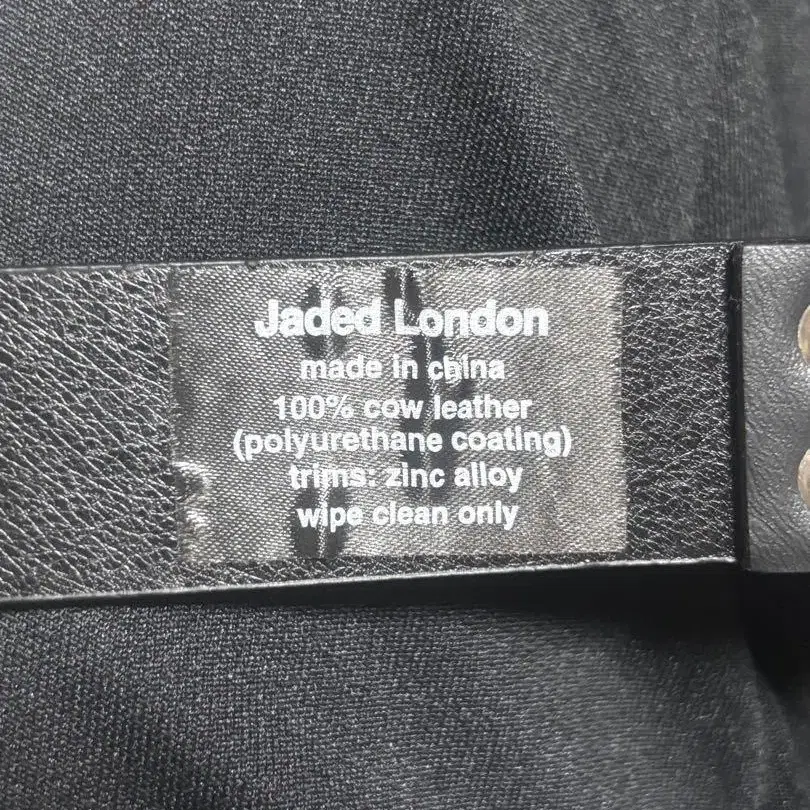 Jaded London
made in china
100% cow leather
(polyurethane coating)
trims: zinc alloy
wipe clean only